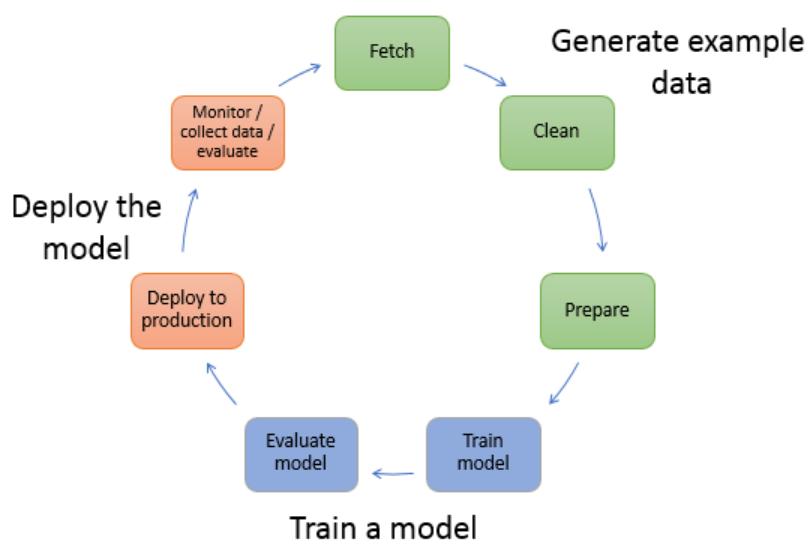 Fetch
Generate example
data
Clean
Prepare
Train
model
Train a model
Evaluate
model
Deploy to
production
Deploy the
model
Monitor /
collect data /
evaluate